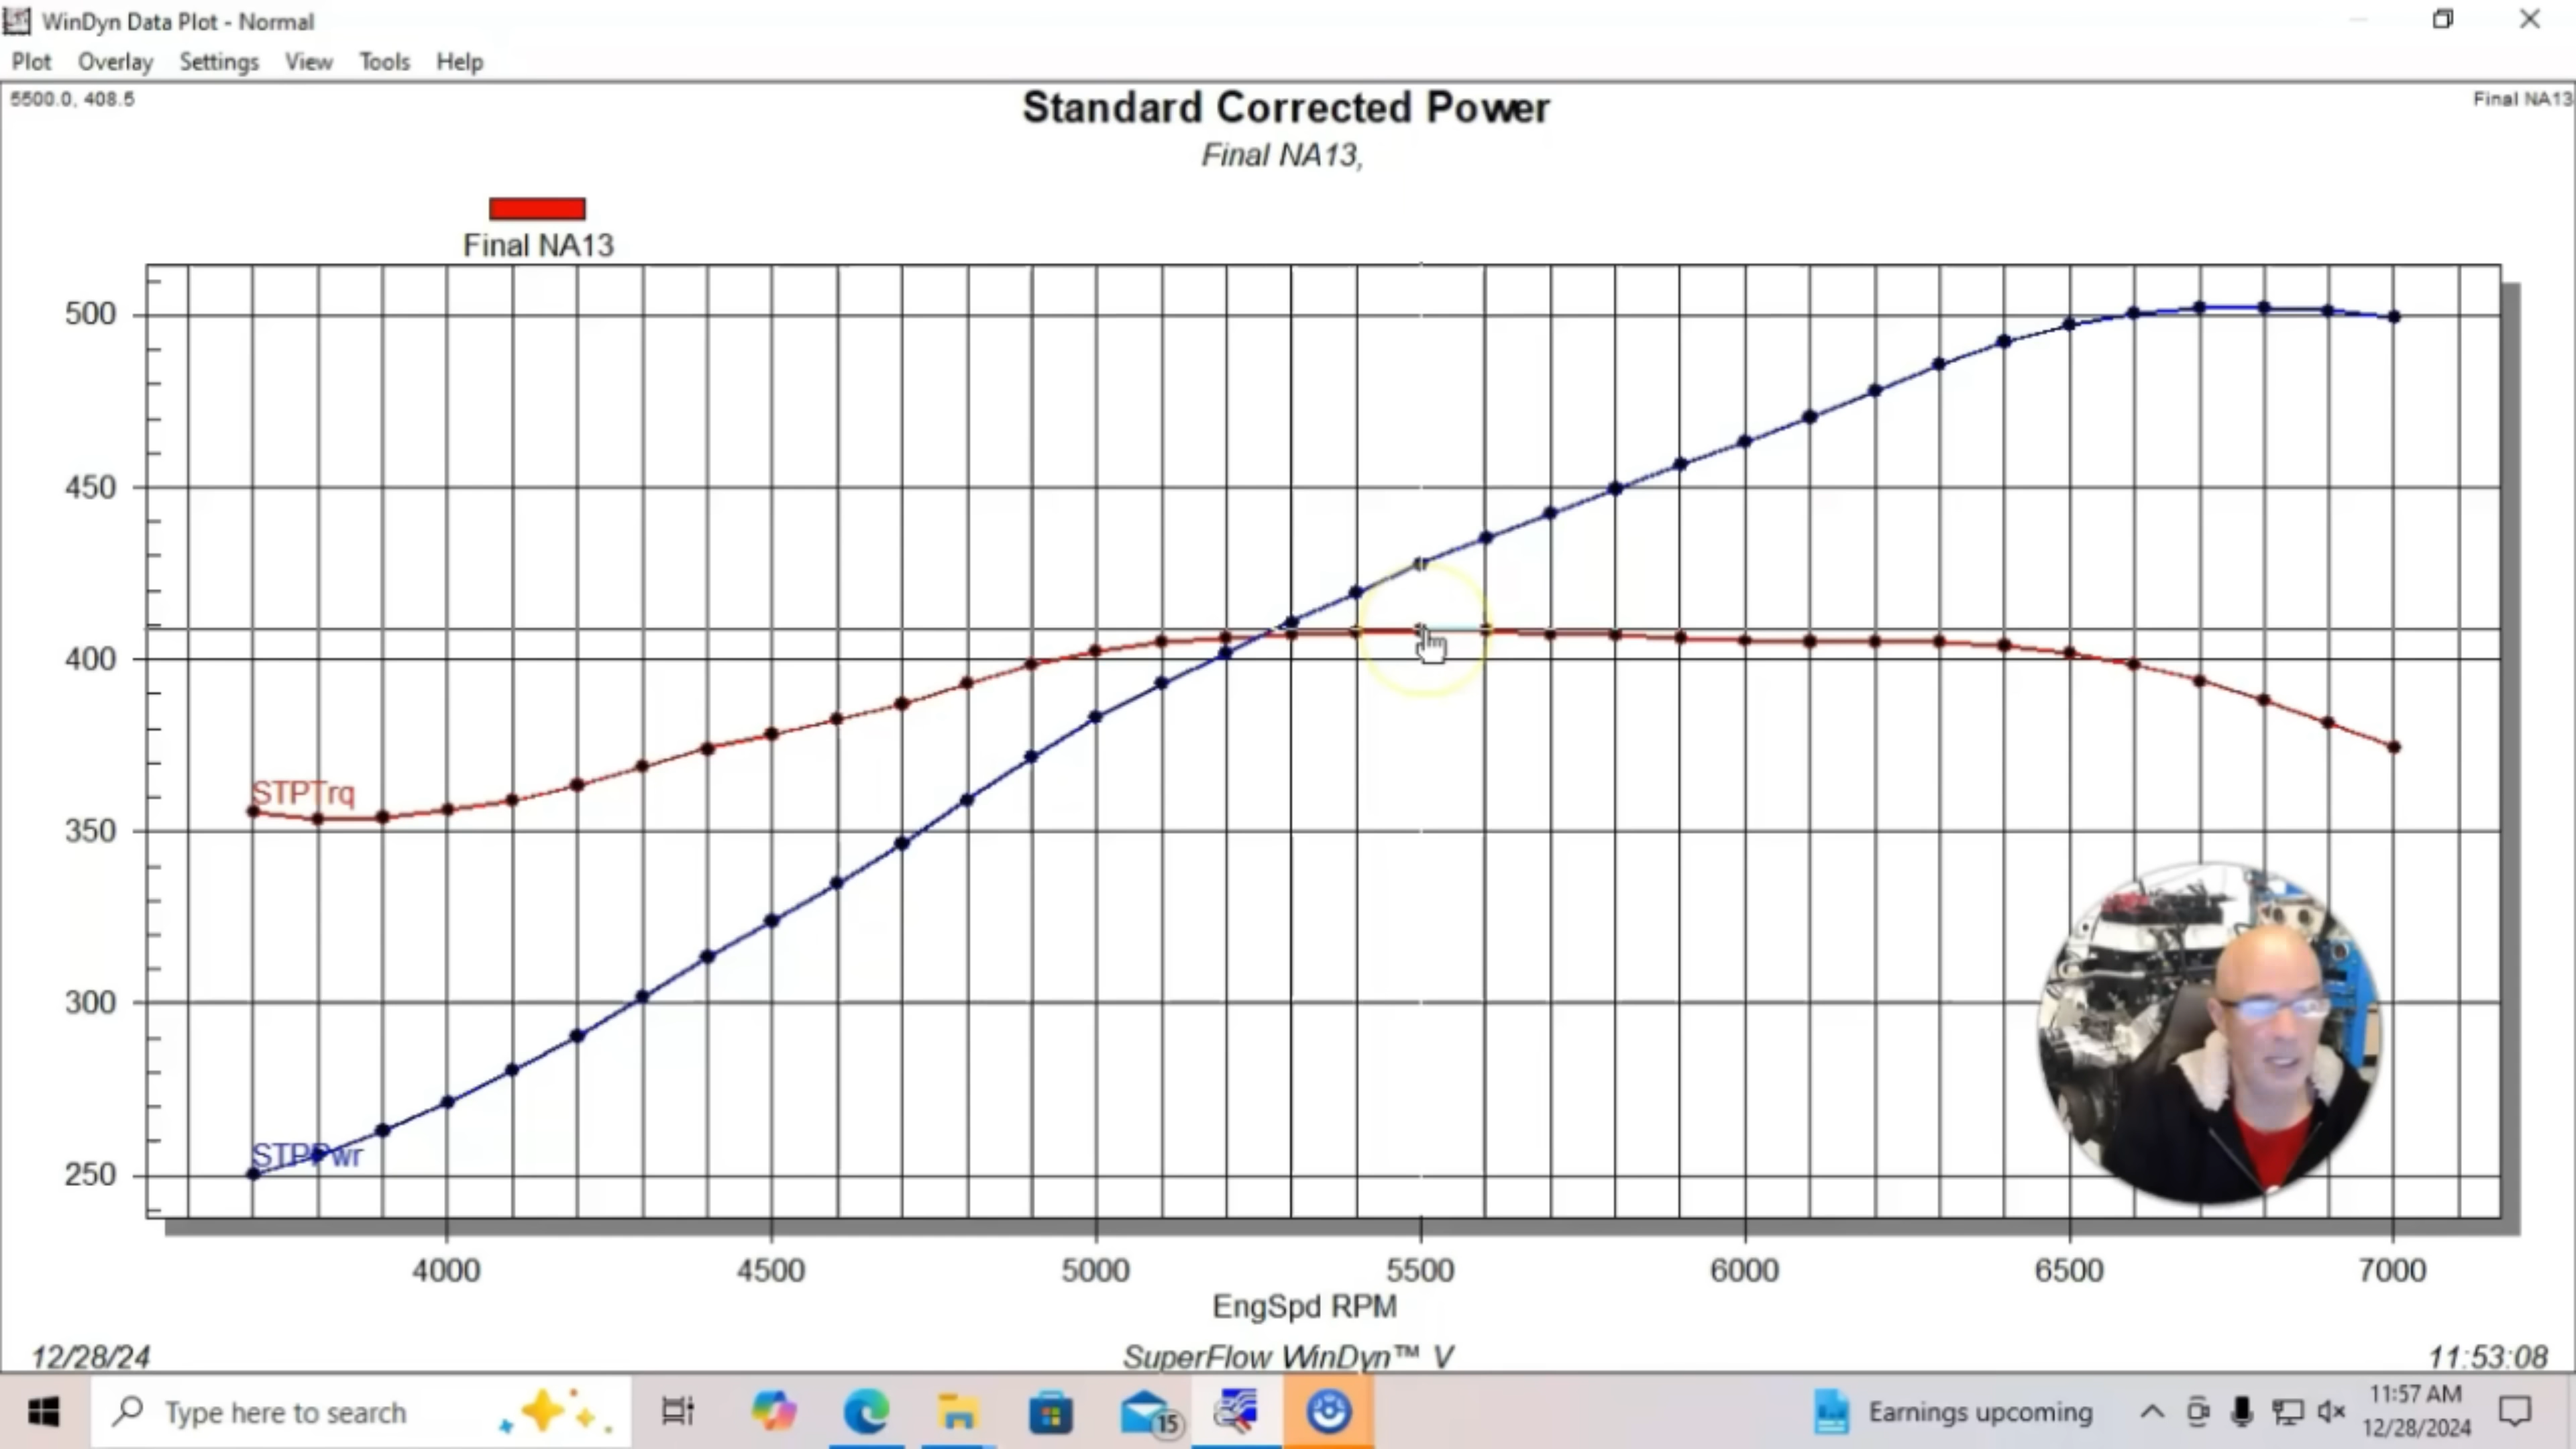 WinDyn Data Plot - Normal
Plot Overlay Settings View Tools Help
5500.0, 408.5
Standard Corrected Power
Final NA13
Final NA13,
Final NA13
500
450
400
350
300
250
STPTrq
STPPwr
4000 4500 5000 5500 6000 6500 7000
EngSpd RPM
12/28/24
SuperFlow WinDyn™ V
11:53:08
Type here to search
15
Earnings upcoming
11:57 AM
12/28/2024